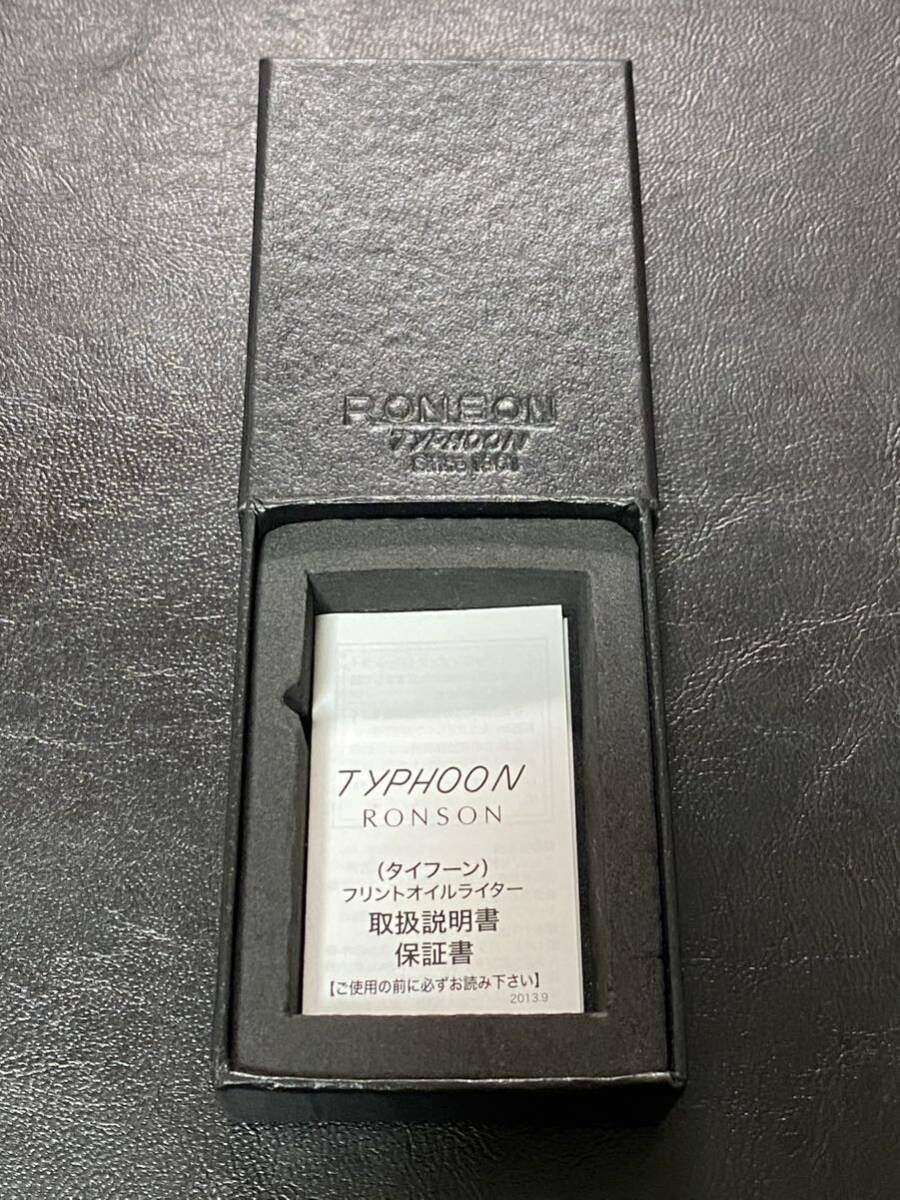 RONSON
TYPHOON
Since
TYPHOON
RONSON
(タイフーン)
フリントオイルライター
取扱説明書
保証書
【ご使用の前に必ずお読み下さい】
2013.9